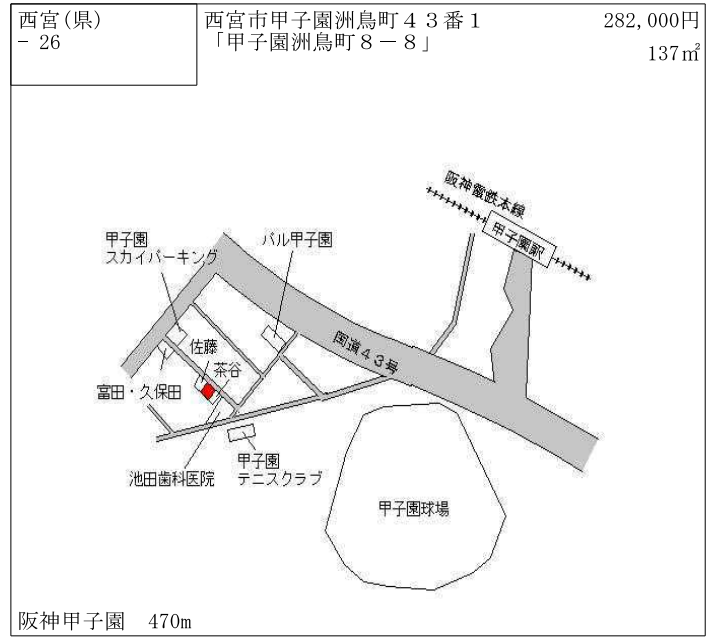 西宮(県)
－ 26
西宮市甲子園洲鳥町４３番１
「甲子園洲鳥町８－８」
282,000円
137㎡
阪神電鉄本線
甲子園駅
甲子園
スカイパーキング
パル甲子園
国道４３号
佐藤
茶谷
富田・久保田
池田歯科医院
甲子園
テニスクラブ
甲子園球場
阪神甲子園　470m